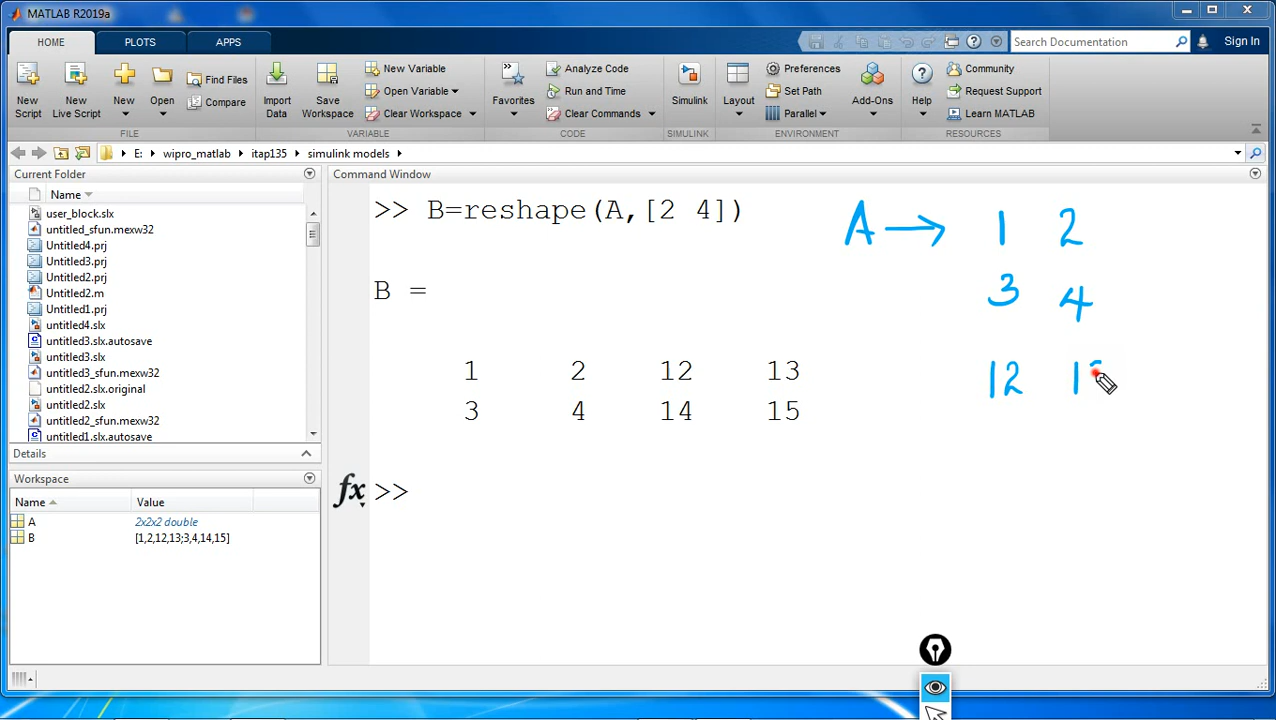 MATLAB R2019a
HOME PLOTS APPS Search Documentation Sign In
New Script
New Live Script
New
Open
Find Files
Compare
FILE
Import Data
Save Workspace
New Variable
Open Variable
Clear Workspace
VARIABLE
Favorites
Analyze Code
Run and Time
Clear Commands
CODE
Simulink
SIMULINK
Layout
Preferences
Set Path
Parallel
Add-Ons
ENVIRONMENT
Help
Community
Request Support
Learn MATLAB
RESOURCES
E: wipro_matlab itap135 simulink models
Current Folder
Name
user_block.slx
untitled_sfun.mexw32
Untitled4.prj
Untitled3.prj
Untitled2.prj
Untitled2.m
Untitled1.prj
untitled4.slx
untitled3.slx.autosave
untitled3.slx
untitled3_sfun.mexw32
untitled2.slx.original
untitled2.slx
untitled2_sfun.mexw32
untitled1.slx.autosave
Details
Workspace
Name Value
A 2x2x2 double
B [1,2,12,13;3,4,14,15]
Command Window
>> B=reshape(A,[2 4])
B =
1 2 12 13
3 4 14 15
fx >>
A → 1 2
3 4
12